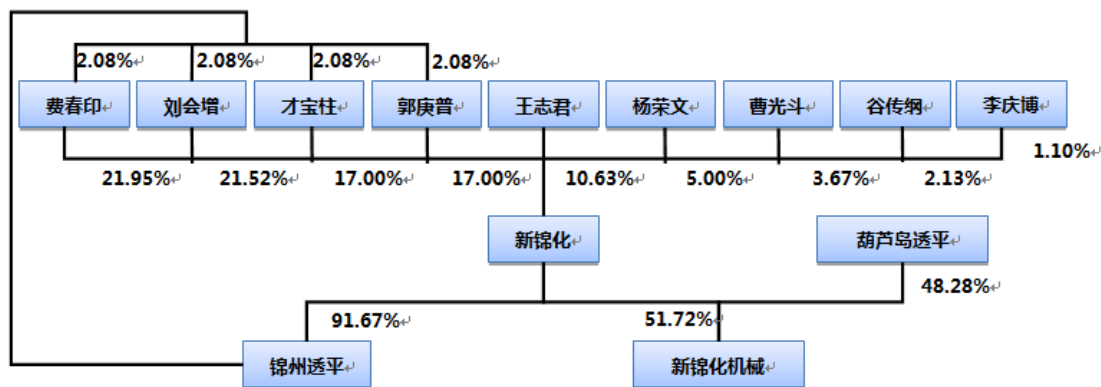 2.08% 2.08% 2.08% 2.08%
费春印 刘会增 才宝柱 郭庚普 王志君 杨荣文 曹光斗 谷传纲 李庆博
21.95% 21.52% 17.00% 17.00% 10.63% 5.00% 3.67% 2.13% 1.10%
新锦化 葫芦岛透平
48.28%
91.67% 51.72%
锦州透平 新锦化机械